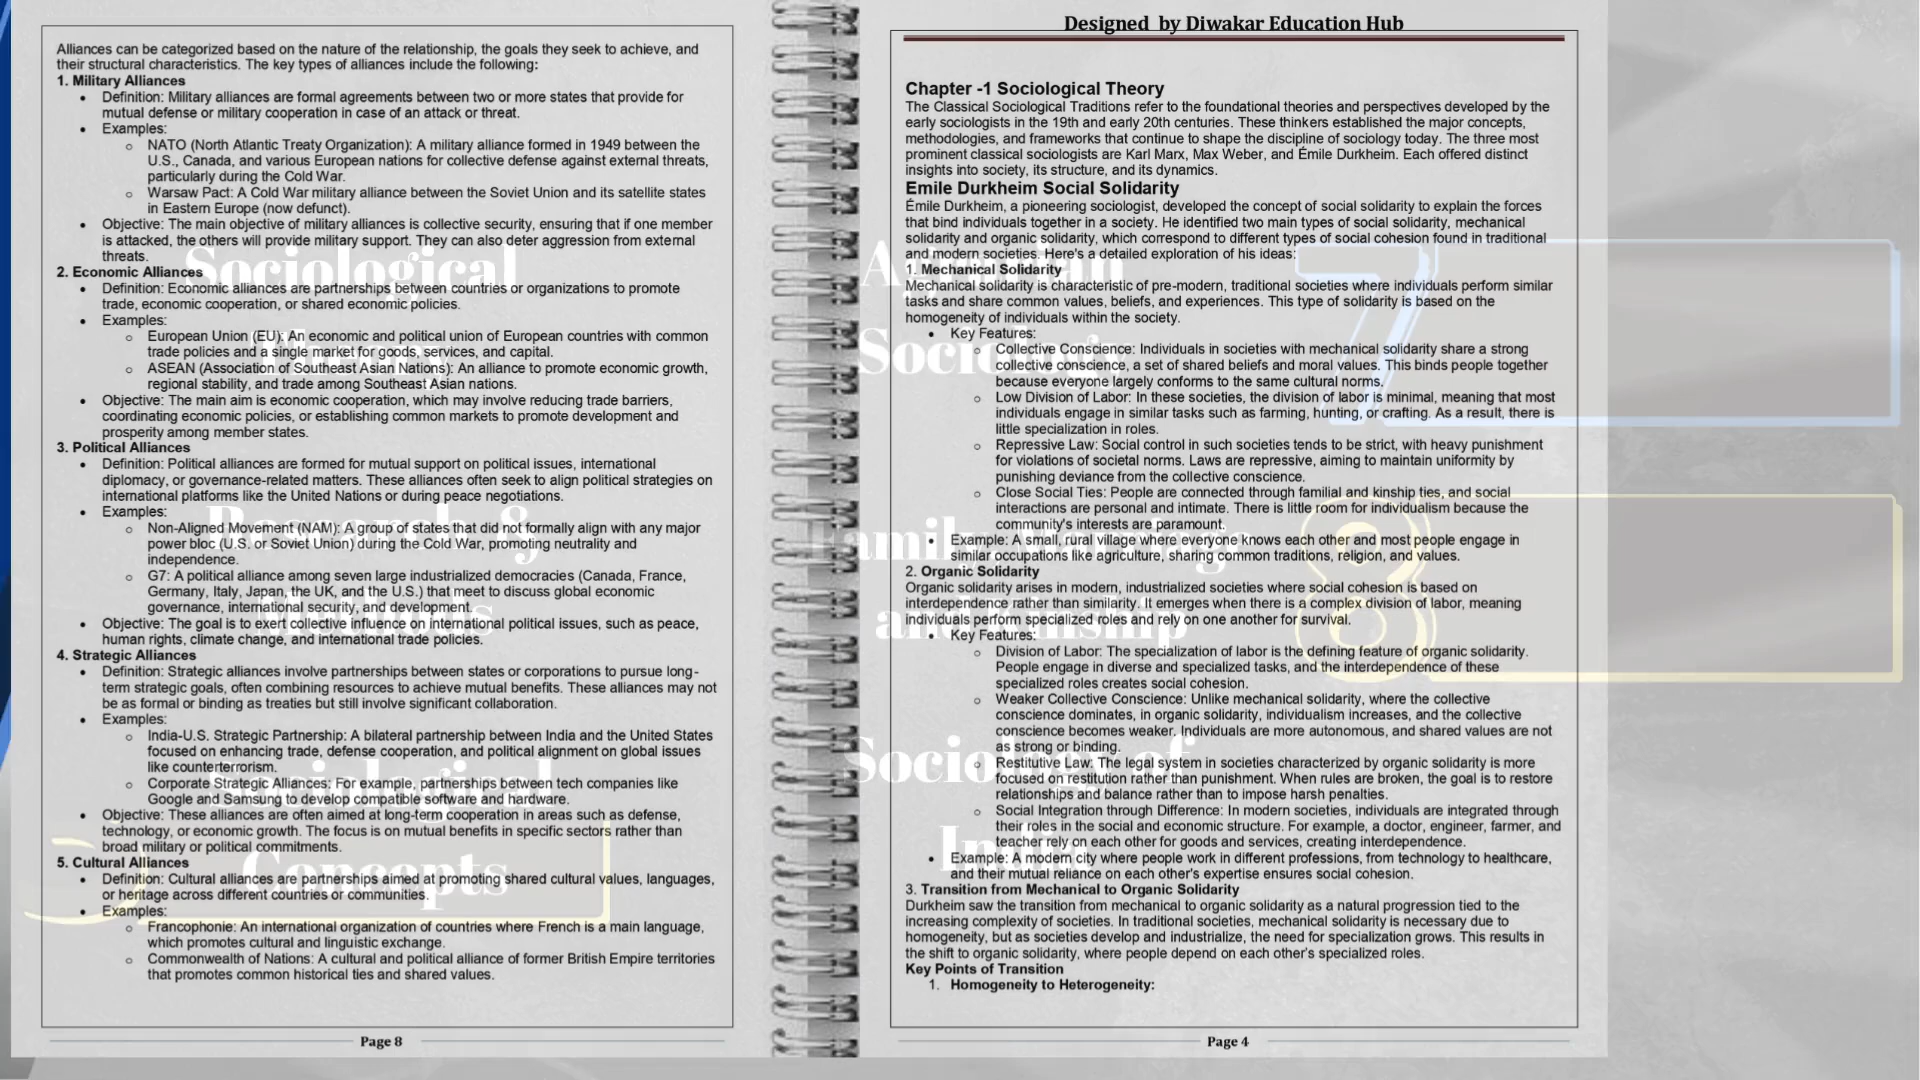 Alliances can be categorized based on the nature of the relationship, the goals they seek to achieve, and
their structural characteristics. The key types of alliances include the following:
1. Military Alliances
• Definition: Military alliances are formal agreements between two or more states that provide for
mutual defense or military cooperation in case of an attack or threat.
• Examples:
o NATO (North Atlantic Treaty Organization): A military alliance formed in 1949 between the
U.S., Canada, and various European nations for collective defense against external threats,
particularly during the Cold War.
o Warsaw Pact: A Cold War military alliance between the Soviet Union and its satellite states
in Eastern Europe (now defunct).
• Objective: The main objective of military alliances is collective security, ensuring that if one member
is attacked, the others will provide military support. They can also deter aggression from external
threats.
2. Economic Alliances
• Definition: Economic alliances are partnerships between countries or organizations to promote
trade, economic cooperation, or shared economic policies.
• Examples:
o European Union (EU): An economic and political union of European countries with common
trade policies and a single market for goods, services, and capital.
o ASEAN (Association of Southeast Asian Nations): An alliance to promote economic growth,
regional stability, and trade among Southeast Asian nations.
• Objective: The main aim is economic cooperation, which may involve reducing trade barriers,
coordinating economic policies, or establishing common markets to promote development and
prosperity among member states.
3. Political Alliances
• Definition: Political alliances are formed for mutual support on political issues, international
diplomacy, or governance-related matters. These alliances often seek to align political strategies on
international platforms like the United Nations or during peace negotiations.
• Examples:
o Non-Aligned Movement (NAM): A group of states that did not formally align with any major
power bloc (U.S. or Soviet Union) during the Cold War, promoting neutrality and
independence.
o G7: A political alliance among seven large industrialized democracies (Canada, France,
Germany, Italy, Japan, the UK, and the U.S.) that meet to discuss global economic
governance, international security, and development.
• Objective: The goal is to exert collective influence on international political issues, such as peace,
human rights, climate change, and international trade policies.
4. Strategic Alliances
• Definition: Strategic alliances involve partnerships between states or corporations to pursue long-
term strategic goals, often combining resources to achieve mutual benefits. These alliances may not
be as formal or binding as treaties but still involve significant collaboration.
• Examples:
o India-U.S. Strategic Partnership: A bilateral partnership between India and the United States
focused on enhancing trade, defense cooperation, and political alignment on global issues
like counterterrorism.
o Corporate Strategic Alliances: For example, partnerships between tech companies like
Google and Samsung to develop compatible software and hardware.
• Objective: These alliances are often aimed at long-term cooperation in areas such as defense,
technology, or economic growth. The focus is on mutual benefits in specific sectors rather than
broad military or political commitments.
5. Cultural Alliances
• Definition: Cultural alliances are partnerships aimed at promoting shared cultural values, languages,
or heritage across different countries or communities.
• Examples:
o Francophonie: An international organization of countries where French is a main language,
which promotes cultural and linguistic exchange.
o Commonwealth of Nations: A cultural and political alliance of former British Empire territories
that promotes common historical ties and shared values.
Page 8
Designed by Diwakar Education Hub
Chapter -1 Sociological Theory
The Classical Sociological Traditions refer to the foundational theories and perspectives developed by the
early sociologists in the 19th and early 20th centuries. These thinkers established the major concepts,
methodologies, and frameworks that continue to shape the discipline of sociology today. The three most
prominent classical sociologists are Karl Marx, Max Weber, and Émile Durkheim. Each offered distinct
insights into society, its structure, and its dynamics.
Emile Durkheim Social Solidarity
Émile Durkheim, a pioneering sociologist, developed the concept of social solidarity to explain the forces
that bind individuals together in a society. He identified two main types of social solidarity, mechanical
solidarity and organic solidarity, which correspond to different types of social cohesion found in traditional
and modern societies. Here's a detailed exploration of his ideas:
1. Mechanical Solidarity
Mechanical solidarity is characteristic of pre-modern, traditional societies where individuals perform similar
tasks and share common values, beliefs, and experiences. This type of solidarity is based on the
homogeneity of individuals within the society.
• Key Features:
o Collective Conscience: Individuals in societies with mechanical solidarity share a strong
collective conscience, a set of shared beliefs and moral values. This binds people together
because everyone largely conforms to the same cultural norms.
o Low Division of Labor: In these societies, the division of labor is minimal, meaning that most
individuals engage in similar tasks such as farming, hunting, or crafting. As a result, there is
little specialization in roles.
o Repressive Law: Social control in such societies tends to be strict, with heavy punishment
for violations of societal norms. Laws are repressive, aiming to maintain uniformity by
punishing deviance from the collective conscience.
o Close Social Ties: People are connected through familial and kinship ties, and social
interactions are personal and intimate. There is little room for individualism because the
community's interests are paramount.
• Example: A small, rural village where everyone knows each other and most people engage in
similar occupations like agriculture, sharing common traditions, religion, and values.
2. Organic Solidarity
Organic solidarity arises in modern, industrialized societies where social cohesion is based on
interdependence rather than similarity. It emerges when there is a complex division of labor, meaning
individuals perform specialized roles and rely on one another for survival.
• Key Features:
o Division of Labor: The specialization of labor is the defining feature of organic solidarity.
People engage in diverse and specialized tasks, and the interdependence of these
specialized roles creates social cohesion.
o Weaker Collective Conscience: Unlike mechanical solidarity, where the collective
conscience dominates, in organic solidarity, individualism increases, and the collective
conscience becomes weaker. Individuals are more autonomous, and shared values are not
as strong or binding.
o Restitutive Law: The legal system in societies characterized by organic solidarity is more
focused on restitution rather than punishment. When rules are broken, the goal is to restore
relationships and balance rather than to impose harsh penalties.
o Social Integration through Difference: In modern societies, individuals are integrated through
their roles in the social and economic structure. For example, a doctor, engineer, farmer, and
teacher rely on each other for goods and services, creating interdependence.
• Example: A modern city where people work in different professions, from technology to healthcare,
and their mutual reliance on each other's expertise ensures social cohesion.
3. Transition from Mechanical to Organic Solidarity
Durkheim saw the transition from mechanical to organic solidarity as a natural progression tied to the
increasing complexity of societies. In traditional societies, mechanical solidarity is necessary due to
homogeneity, but as societies develop and industrialize, the need for specialization grows. This results in
the shift to organic solidarity, where people depend on each other's specialized roles.
Key Points of Transition
1. Homogeneity to Heterogeneity:
Page 4
Sociological
Theory
Research &
Methods
Sociological
Concepts
Agrarian
Sociology
Family, Marriage
and Kinship
Sociology of
India
7
8